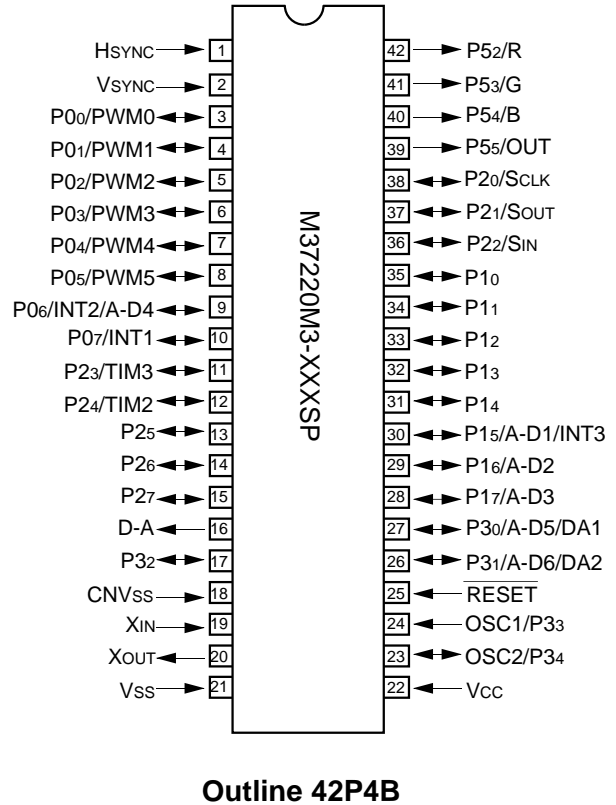 HSYNC 1
VSYNC 2
P00/PWM0 3
P01/PWM1 4
P02/PWM2 5
P03/PWM3 6
P04/PWM4 7
P05/PWM5 8
P06/INT2/A-D4 9
P07/INT1 10
P23/TIM3 11
P24/TIM2 12
P25 13
P26 14
P27 15
D-A 16
P32 17
CNVSS 18
XIN 19
XOUT 20
VSS 21
M37220M3-XXXSP
42 P52/R
41 P53/G
40 P54/B
39 P55/OUT
38 P20/SCLK
37 P21/SOUT
36 P22/SIN
35 P10
34 P11
33 P12
32 P13
31 P14
30 P15/A-D1/INT3
29 P16/A-D2
28 P17/A-D3
27 P30/A-D5/DA1
26 P31/A-D6/DA2
25 RESET
24 OSC1/P33
23 OSC2/P34
22 VCC
Outline 42P4B